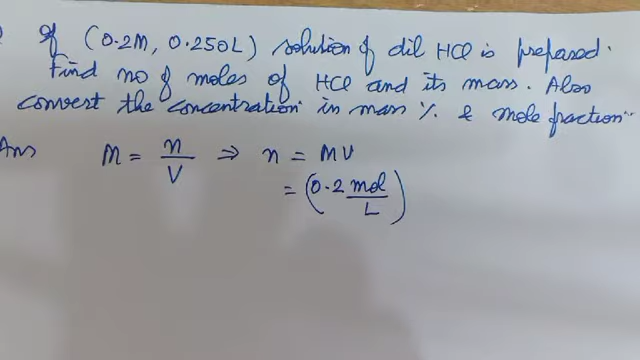 If (0.2M, 0.250L) solution of dil HCl is prepared.
Find no of moles of HCl and its mass. Also
convert the concentration in mass % & mole fraction..
Ans M = n/V ⇒ n = MV
= (0.2 mol/L)